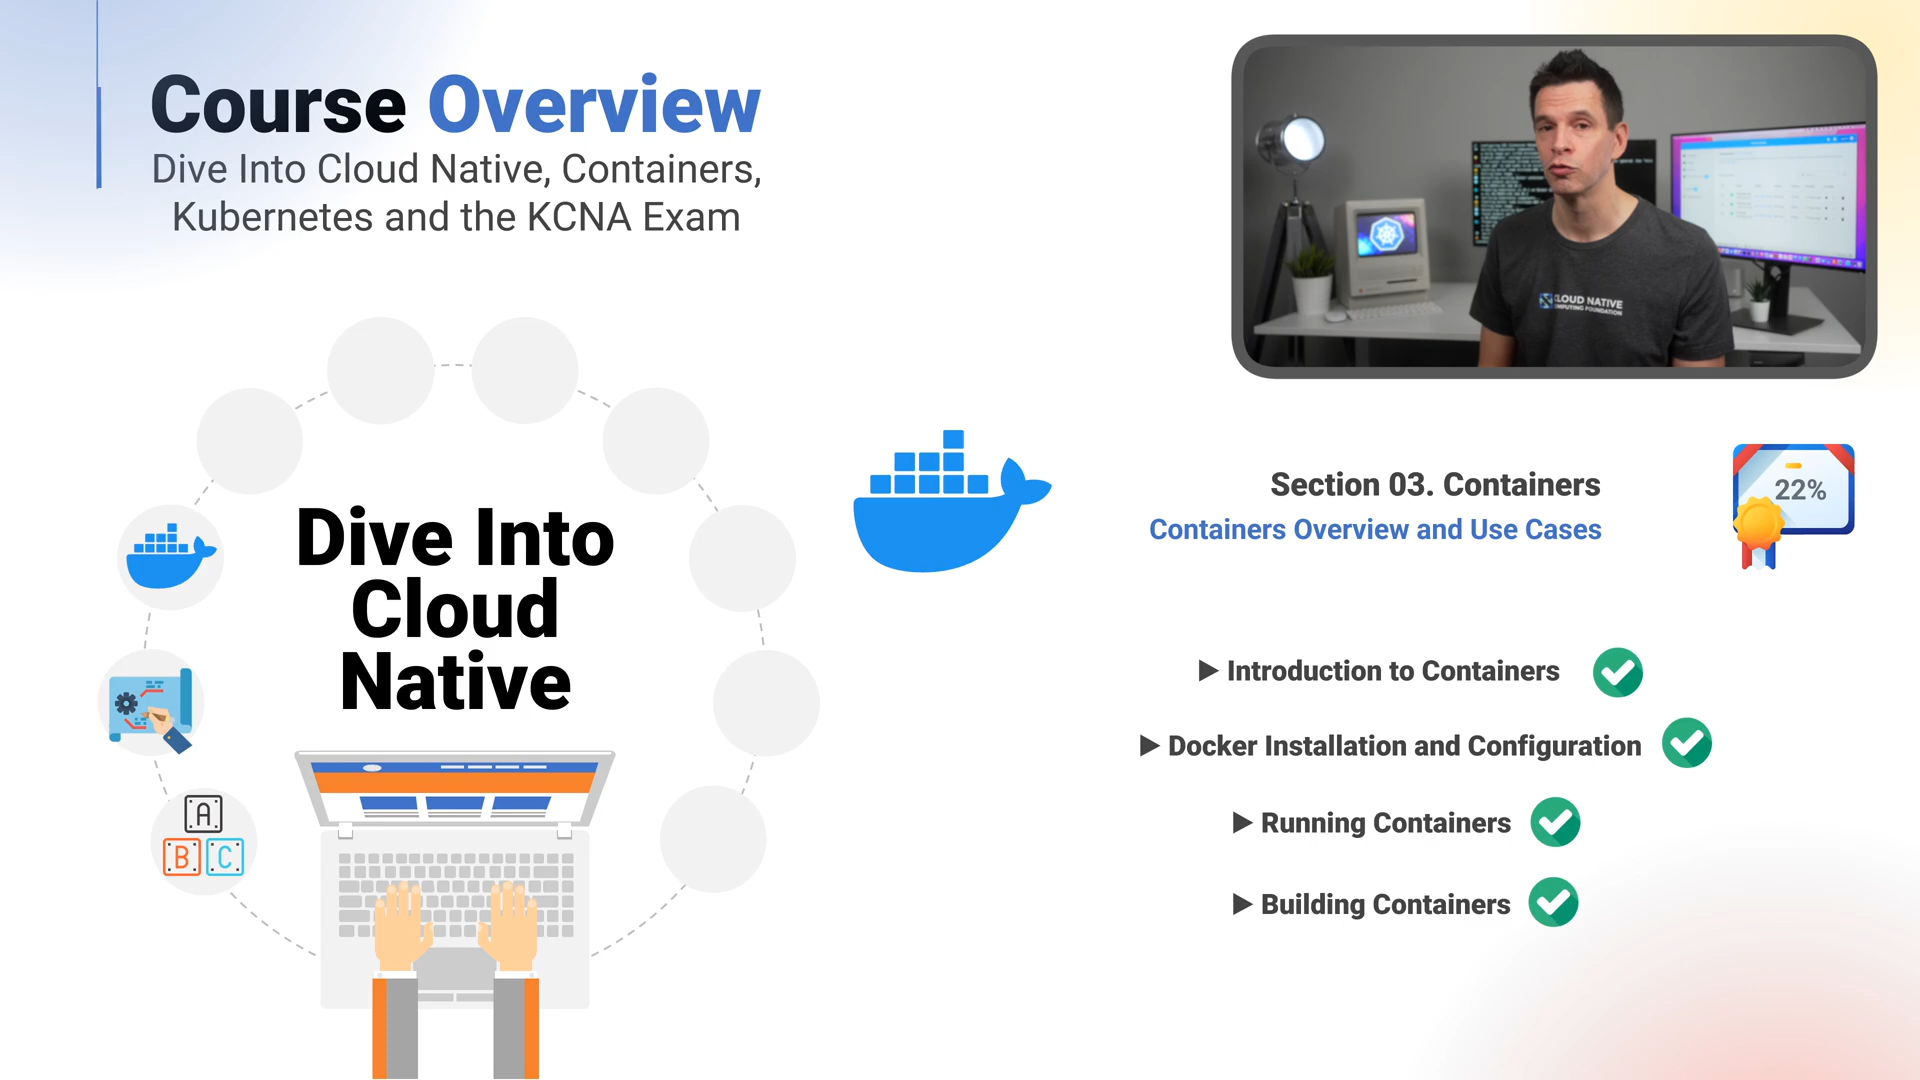 Course Overview
Dive Into Cloud Native, Containers,
Kubernetes and the KCNA Exam
CLOUD NATIVE
COMPUTING FOUNDATION
Dive Into
Cloud
Native
A
B C
Section 03. Containers
Containers Overview and Use Cases
22%
▶ Introduction to Containers
▶ Docker Installation and Configuration
▶ Running Containers
▶ Building Containers